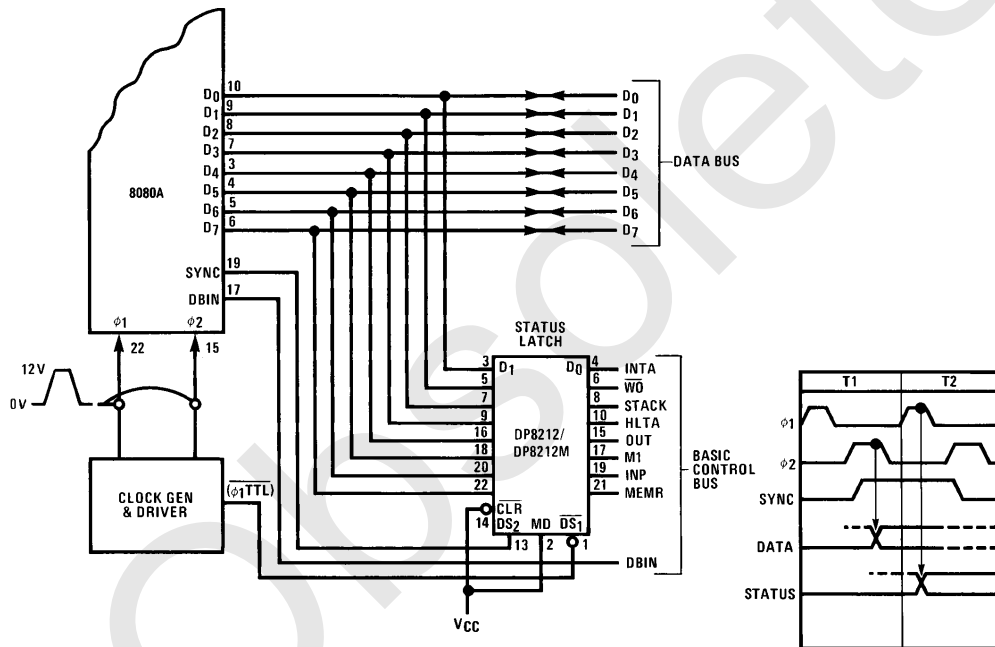 Obsolete
8080A
D0 10
D1 9
D2 8
D3 7
D4 3
D5 4
D6 5
D7 6
SYNC 19
DBIN 17
φ1 φ2
22 15
D0
D1
D2
D3
D4
D5
D6
D7
DATA BUS
12V
0V
CLOCK GEN
& DRIVER
(φ1TTL)
STATUS
LATCH
3 D1 D0 4 INTA
5 6 WO
7 8 STACK
9 10 HLTA
16 15 OUT
18 17 M1
20 19 INP
22 21 MEMR
DP8212/
DP8212M
CLR
14 DS2 MD DS1
13 2 1
DBIN
VCC
BASIC
CONTROL
BUS
T1 T2
φ1
φ2
SYNC
DATA
STATUS